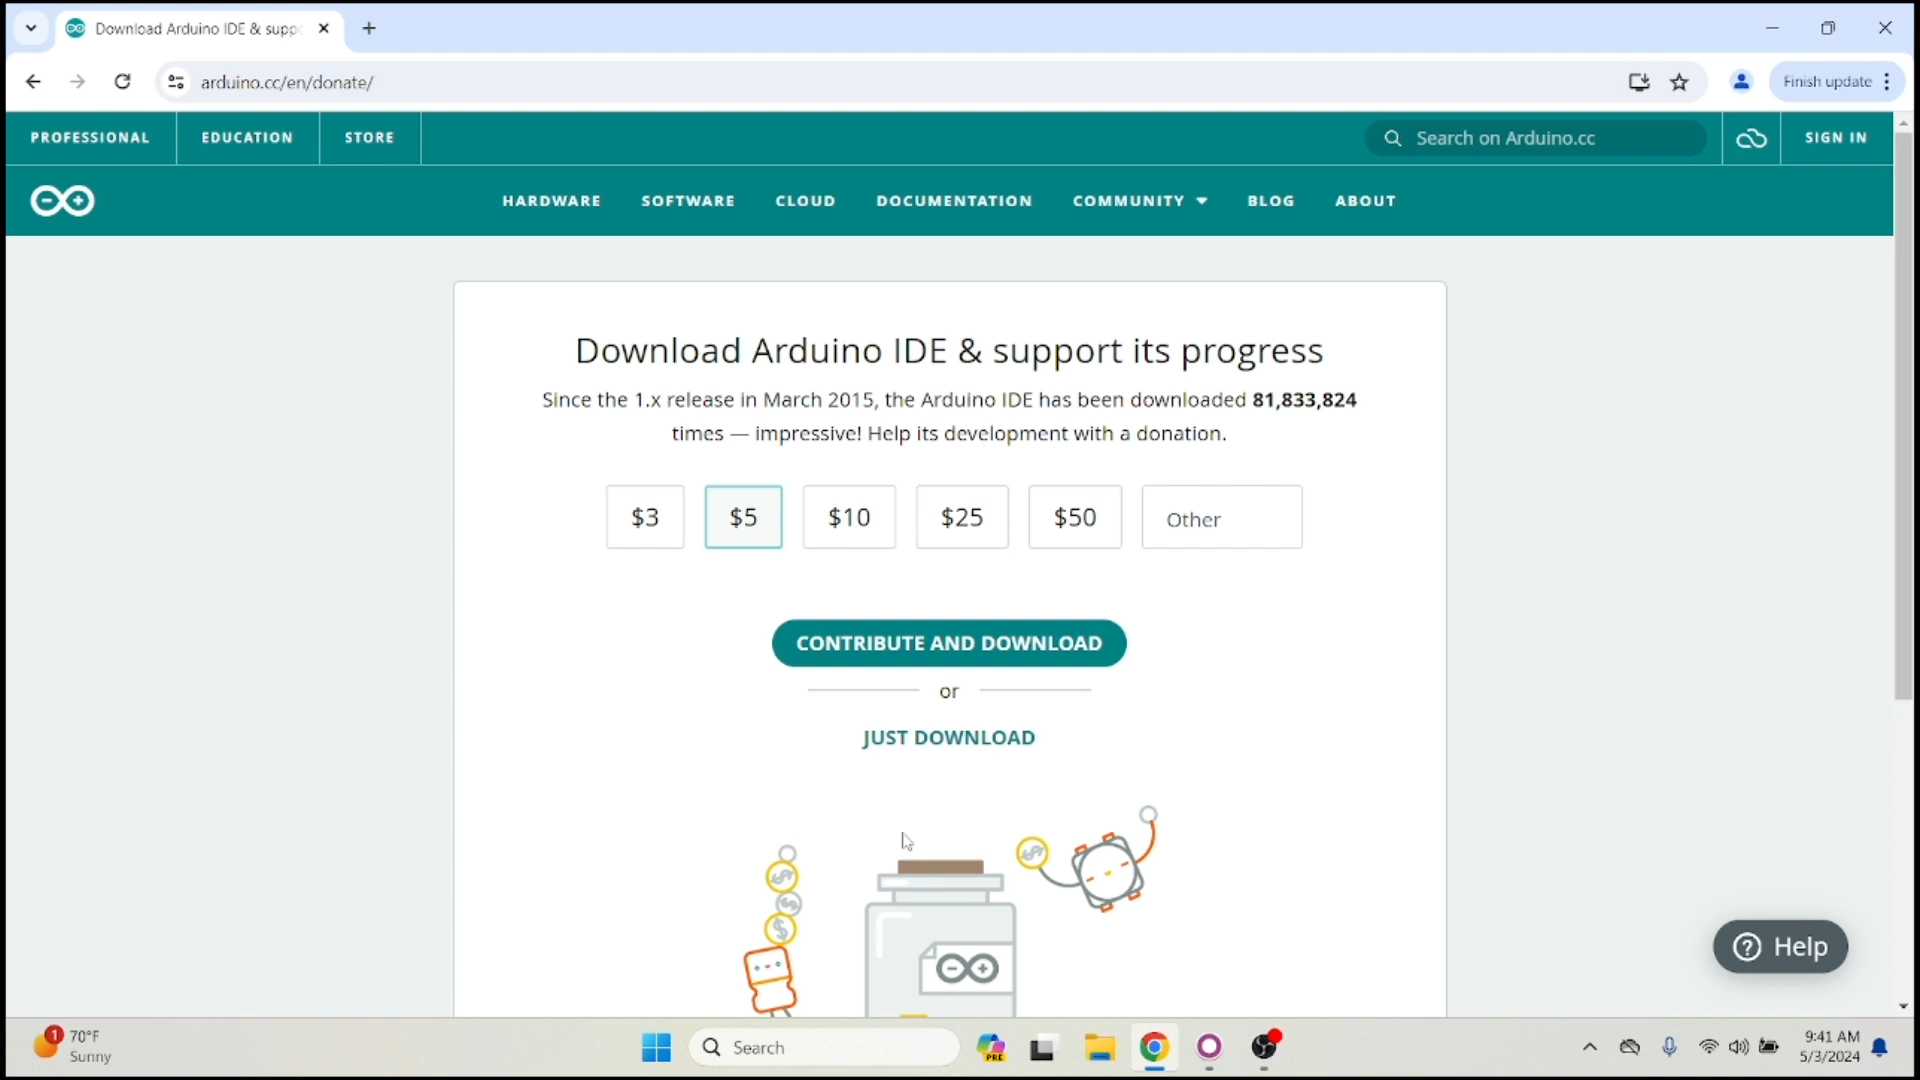 Download Arduino IDE & supp
arduino.cc/en/donate/
Finish update
PROFESSIONAL
EDUCATION
STORE
Search on Arduino.cc
SIGN IN
HARDWARE
SOFTWARE
CLOUD
DOCUMENTATION
COMMUNITY
BLOG
ABOUT
Download Arduino IDE & support its progress
Since the 1.x release in March 2015, the Arduino IDE has been downloaded 81,833,824
times — impressive! Help its development with a donation.
$3
$5
$10
$25
$50
Other
CONTRIBUTE AND DOWNLOAD
or
JUST DOWNLOAD
Help
1
70°F
Sunny
Search
PRE
9:41 AM
5/3/2024